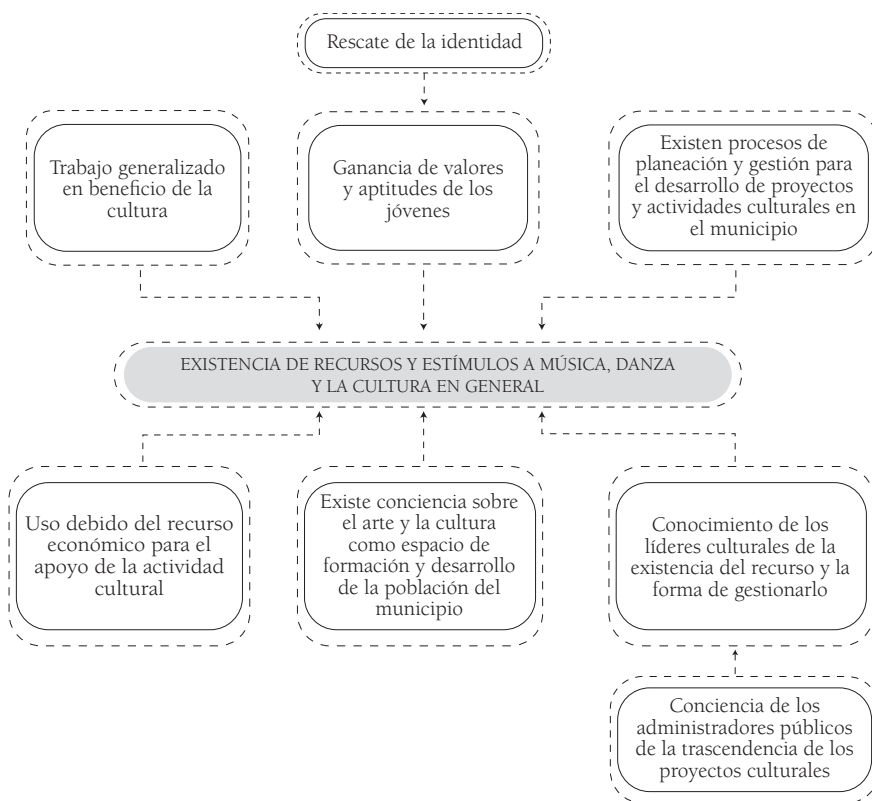 Rescate de la identidad
Trabajo generalizado
en beneficio de la
cultura
Ganancia de valores
y aptitudes de los
jóvenes
Existen procesos de
planeación y gestión para
el desarrollo de proyectos
y actividades culturales en
el municipio
EXISTENCIA DE RECURSOS Y ESTÍMULOS A MÚSICA, DANZA
Y LA CULTURA EN GENERAL
Uso debido del recurso
económico para el
apoyo de la actividad
cultural
Existe conciencia sobre
el arte y la cultura
como espacio de
formación y desarrollo
de la población del
municipio
Conocimiento de los
líderes culturales de la
existencia del recurso y la
forma de gestionarlo
Conciencia de los
administradores públicos
de la trascendencia de los
proyectos culturales